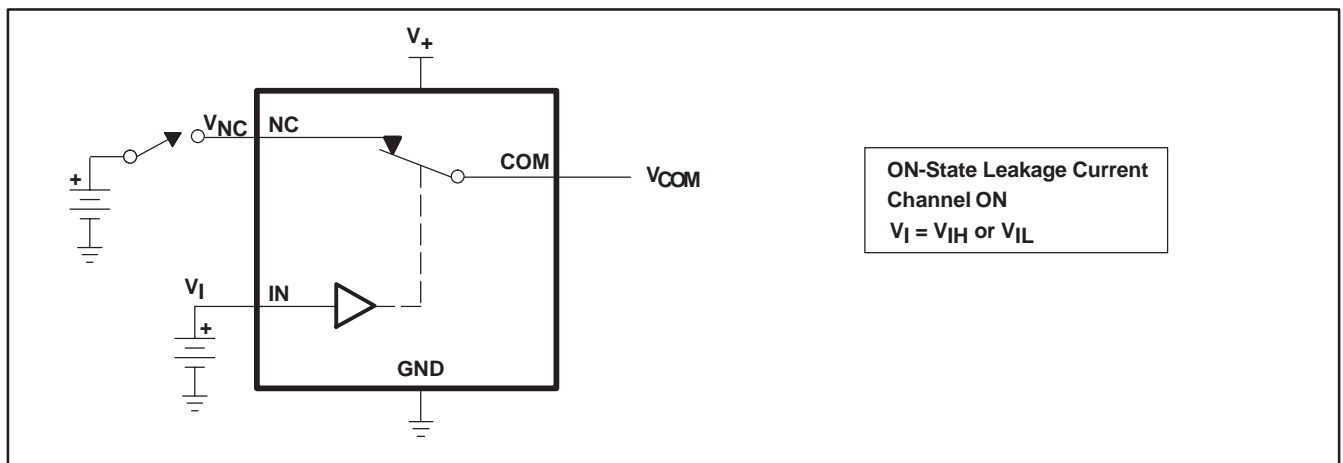 V+
VNC NC
COM
VCOM
+
VI IN
+
GND
ON-State Leakage Current
Channel ON
VI = VIH or VIL